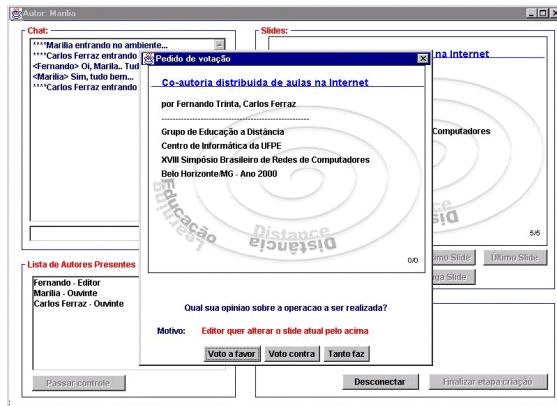 Autor: Marilia
Chat:
****Marilia entrando no ambiente...
****Carlos Ferraz entrando
<Fernando> Oi, Marila.. Tud
<Marilia> Sim, tudo bem...
****Carlos Ferraz entrando
Slides:
na Internet
Computadores
5/5
Último Slide
Lista de Autores Presentes
Fernando - Editor
Marilia - Ouvinte
Carlos Ferraz - Ouvinte
Passar controle
Desconectar
Finalizar etapa criação
Pedido de votação
Co-autoria distribuida de aulas na Internet
por Fernando Trinta, Carlos Ferraz
------------------------------------------------
Grupo de Educação a Distância
Centro de Informática da UFPE
XVIII Simpósio Brasileiro de Redes de Computadores
Belo Horizonte/MG - Ano 2000
Learning
Educação
Distance
Distância
0/0
Qual sua opiniao sobre a operacao a ser realizada?
Motivo: Editor quer alterar o slide atual pelo acima
Voto a favor
Voto contra
Tanto faz